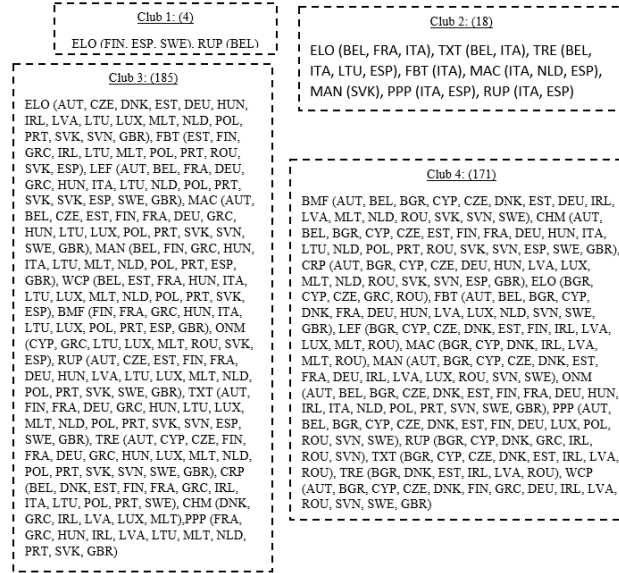 Club 1: (4)
ELO (FIN, ESP, SWE), RUP (BEL)
Club 2: (18)
ELO (BEL, FRA, ITA), TXT (BEL, ITA), TRE (BEL,
ITA, LTU, ESP), FBT (ITA), MAC (ITA, NLD, ESP),
MAN (SVK), PPP (ITA, ESP), RUP (ITA, ESP)
Club 3: (185)
ELO (AUT, CZE, DNK, EST, DEU, HUN,
IRL, LVA, LTU, LUX, MLT, NLD, POL,
PRT, SVK, SVN, GBR), FBT (EST, FIN,
GRC, IRL, LTU, MLT, POL, PRT, ROU,
SVK, ESP), LEF (AUT, BEL, FRA, DEU,
GRC, HUN, ITA, LTU, NLD, POL, PRT,
SVK, SVK, ESP, SWE, GBR), MAC (AUT,
BEL, CZE, EST, FIN, FRA, DEU, GRC,
HUN, LTU, LUX, POL, PRT, SVK, SVN,
SWE, GBR), MAN (BEL, FIN, GRC, HUN,
ITA, LTU, MLT, NLD, POL, PRT, ESP,
GBR), WCP (BEL, EST, FRA, HUN, ITA,
LTU, LUX, MLT, NLD, POL, PRT, SVK,
ESP), BMF (FIN, FRA, GRC, HUN, ITA,
LTU, LUX, POL, PRT, ESP, GBR), ONM
(CYP, GRC, LTU, LUX, MLT, ROU, SVK,
ESP), RUP (AUT, CZE, EST, FIN, FRA,
DEU, HUN, LVA, LTU, LUX, MLT, NLD,
POL, PRT, SVK, SWE, GBR), TXT (AUT,
FIN, FRA, DEU, GRC, HUN, LTU, LUX,
MLT, NLD, POL, PRT, SVK, SVN, ESP,
SWE, GBR), TRE (AUT, CYP, CZE, FIN,
FRA, DEU, GRC, HUN, LUX, MLT, NLD,
POL, PRT, SVK, SVN, SWE, GBR), CRP
(BEL, DNK, EST, FIN, FRA, GRC, IRL,
ITA, LTU, POL, PRT, SWE), CHM (DNK,
GRC, IRL, LVA, LUX, MLT),PPP (FRA,
GRC, HUN, IRL, LVA, LTU, MLT, NLD,
PRT, SVK, GBR)
Club 4: (171)
BMF (AUT, BEL, BGR, CYP, CZE, DNK, EST, DEU, IRL,
LVA, MLT, NLD, ROU, SVK, SVN, SWE), CHM (AUT,
BEL, BGR, CYP, CZE, EST, FIN, FRA, DEU, HUN, ITA,
LTU, NLD, POL, PRT, ROU, SVK, SVN, ESP, SWE, GBR),
CRP (AUT, BGR, CYP, CZE, DEU, HUN, LVA, LUX,
MLT, NLD, ROU, SVK, SVN, ESP, GBR), ELO (BGR,
CYP, CZE, GRC, ROU), FBT (AUT, BEL, BGR, CYP,
DNK, FRA, DEU, HUN, LVA, LUX, NLD, SVN, SWE,
GBR), LEF (BGR, CYP, CZE, DNK, EST, FIN, IRL, LVA,
LUX, MLT, ROU), MAC (BGR, CYP, DNK, IRL, LVA,
MLT, ROU), MAN (AUT, BGR, CYP, CZE, DNK, EST,
FRA, DEU, IRL, LVA, LUX, ROU, SVN, SWE), ONM
(AUT, BEL, BGR, CZE, DNK, EST, FIN, FRA, DEU, HUN,
IRL, ITA, NLD, POL, PRT, SVN, SWE, GBR), PPP (AUT,
BEL, BGR, CYP, CZE, DNK, EST, FIN, DEU, LUX, POL,
ROU, SVN, SWE), RUP (BGR, CYP, DNK, GRC, IRL,
ROU, SVN), TXT (BGR, CYP, CZE, DNK, EST, IRL, LVA,
ROU), TRE (BGR, DNK, EST, IRL, LVA, ROU), WCP
(AUT, BGR, CYP, CZE, DNK, FIN, GRC, DEU, IRL, LVA,
ROU, SVN, SWE, GBR)